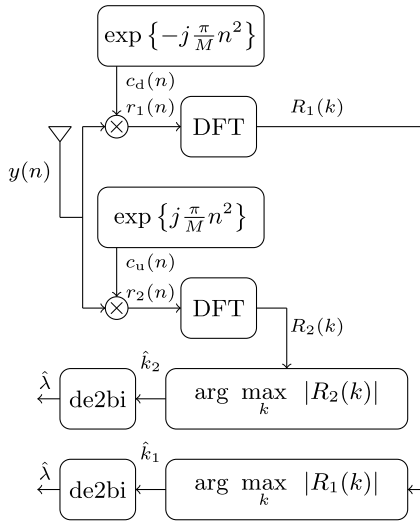 exp {−j π/M n²}
c_d(n)
r_1(n)
R_1(k)
× DFT
y(n)
exp {j π/M n²}
c_u(n)
r_2(n)
× DFT
R_2(k)
λ̂ de2bi k̂_2 arg max_k |R_2(k)|
λ̂ de2bi k̂_1 arg max_k |R_1(k)|